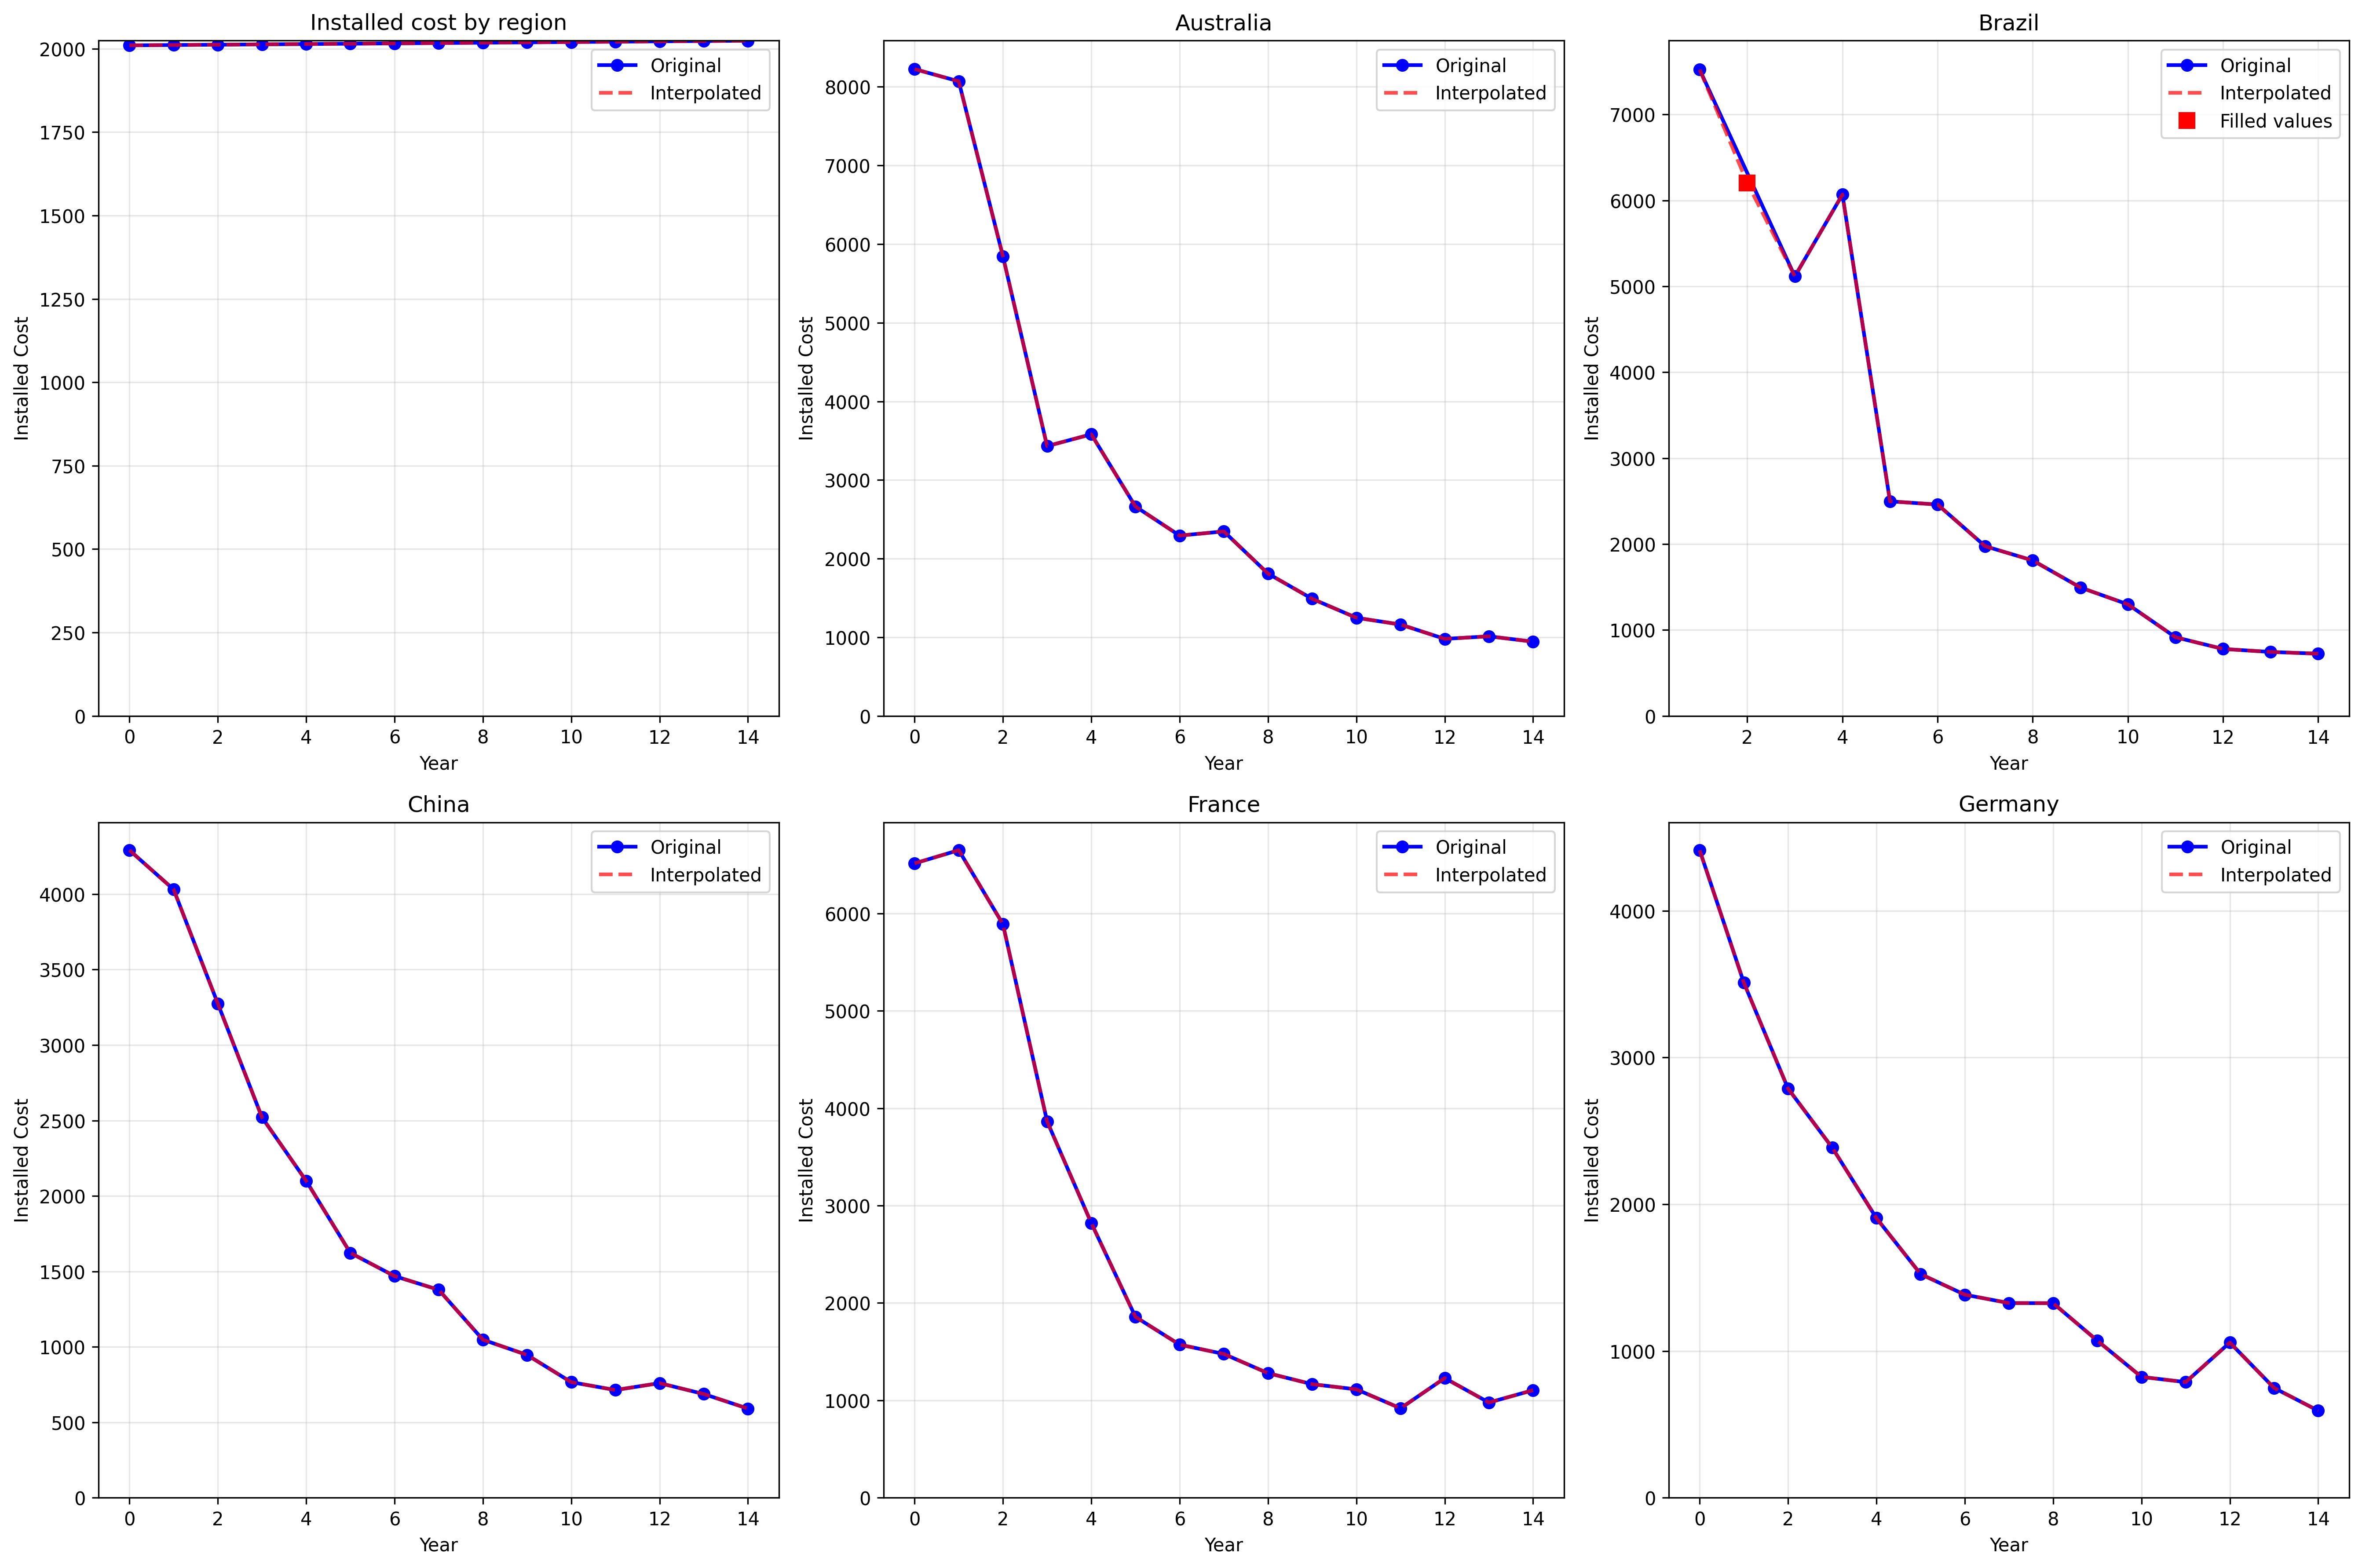 Installed cost by region
2000
1750
1500
1250
1000
750
500
250
0
Installed Cost
0 2 4 6 8 10 12 14
Year
Original
Interpolated
Australia
8000
7000
6000
5000
4000
3000
2000
1000
0
Installed Cost
0 2 4 6 8 10 12 14
Year
Original
Interpolated
Brazil
7000
6000
5000
4000
3000
2000
1000
0
Installed Cost
2 4 6 8 10 12 14
Year
Original
Interpolated
Filled values
China
4000
3500
3000
2500
2000
1500
1000
500
0
Installed Cost
0 2 4 6 8 10 12 14
Year
Original
Interpolated
France
6000
5000
4000
3000
2000
1000
0
Installed Cost
0 2 4 6 8 10 12 14
Year
Original
Interpolated
Germany
4000
3000
2000
1000
0
Installed Cost
0 2 4 6 8 10 12 14
Year
Original
Interpolated